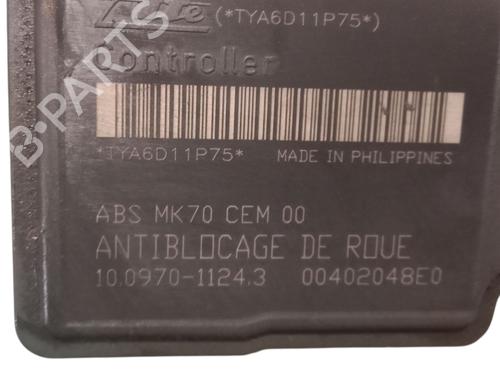 Ate (*TYA6D11P75*)
Controller
*TYA6D11P75* MADE IN PHILIPPINES
ABS MK70 CEM 00
ANTIBLOCAGE DE ROUE
10.0970-1124.3 00402048E0
B-PARTS